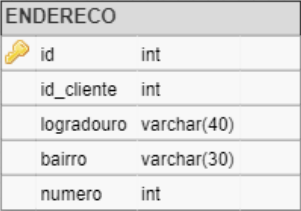 ENDERECO
id int
id_cliente int
logradouro varchar(40)
bairro varchar(30)
numero int